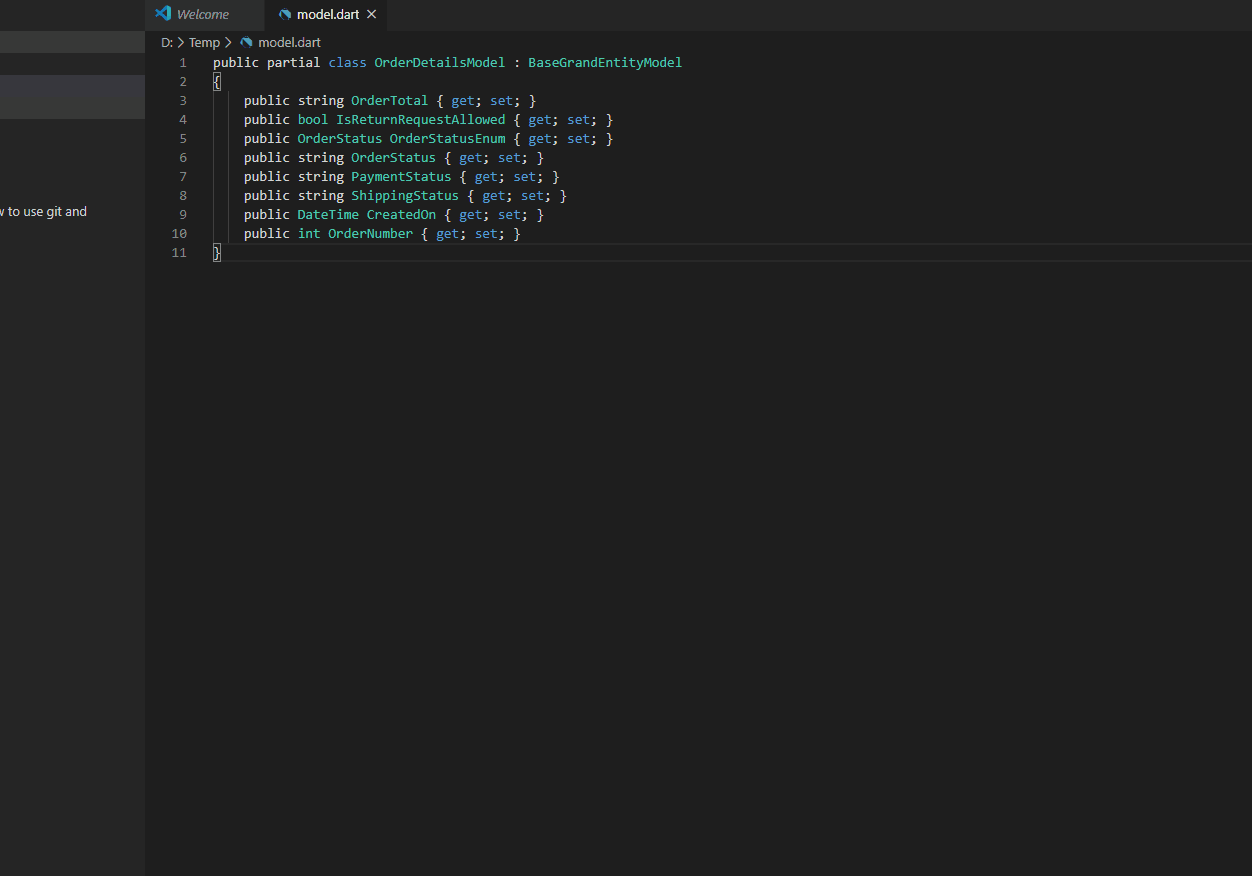 Welcome
model.dart
D: > Temp > model.dart
1 public partial class OrderDetailsModel : BaseGrandEntityModel
2 {
3 public string OrderTotal { get; set; }
4 public bool IsReturnRequestAllowed { get; set; }
5 public OrderStatus OrderStatusEnum { get; set; }
6 public string OrderStatus { get; set; }
7 public string PaymentStatus { get; set; }
8 public string ShippingStatus { get; set; }
9 public DateTime CreatedOn { get; set; }
10 public int OrderNumber { get; set; }
11 }
to use git and